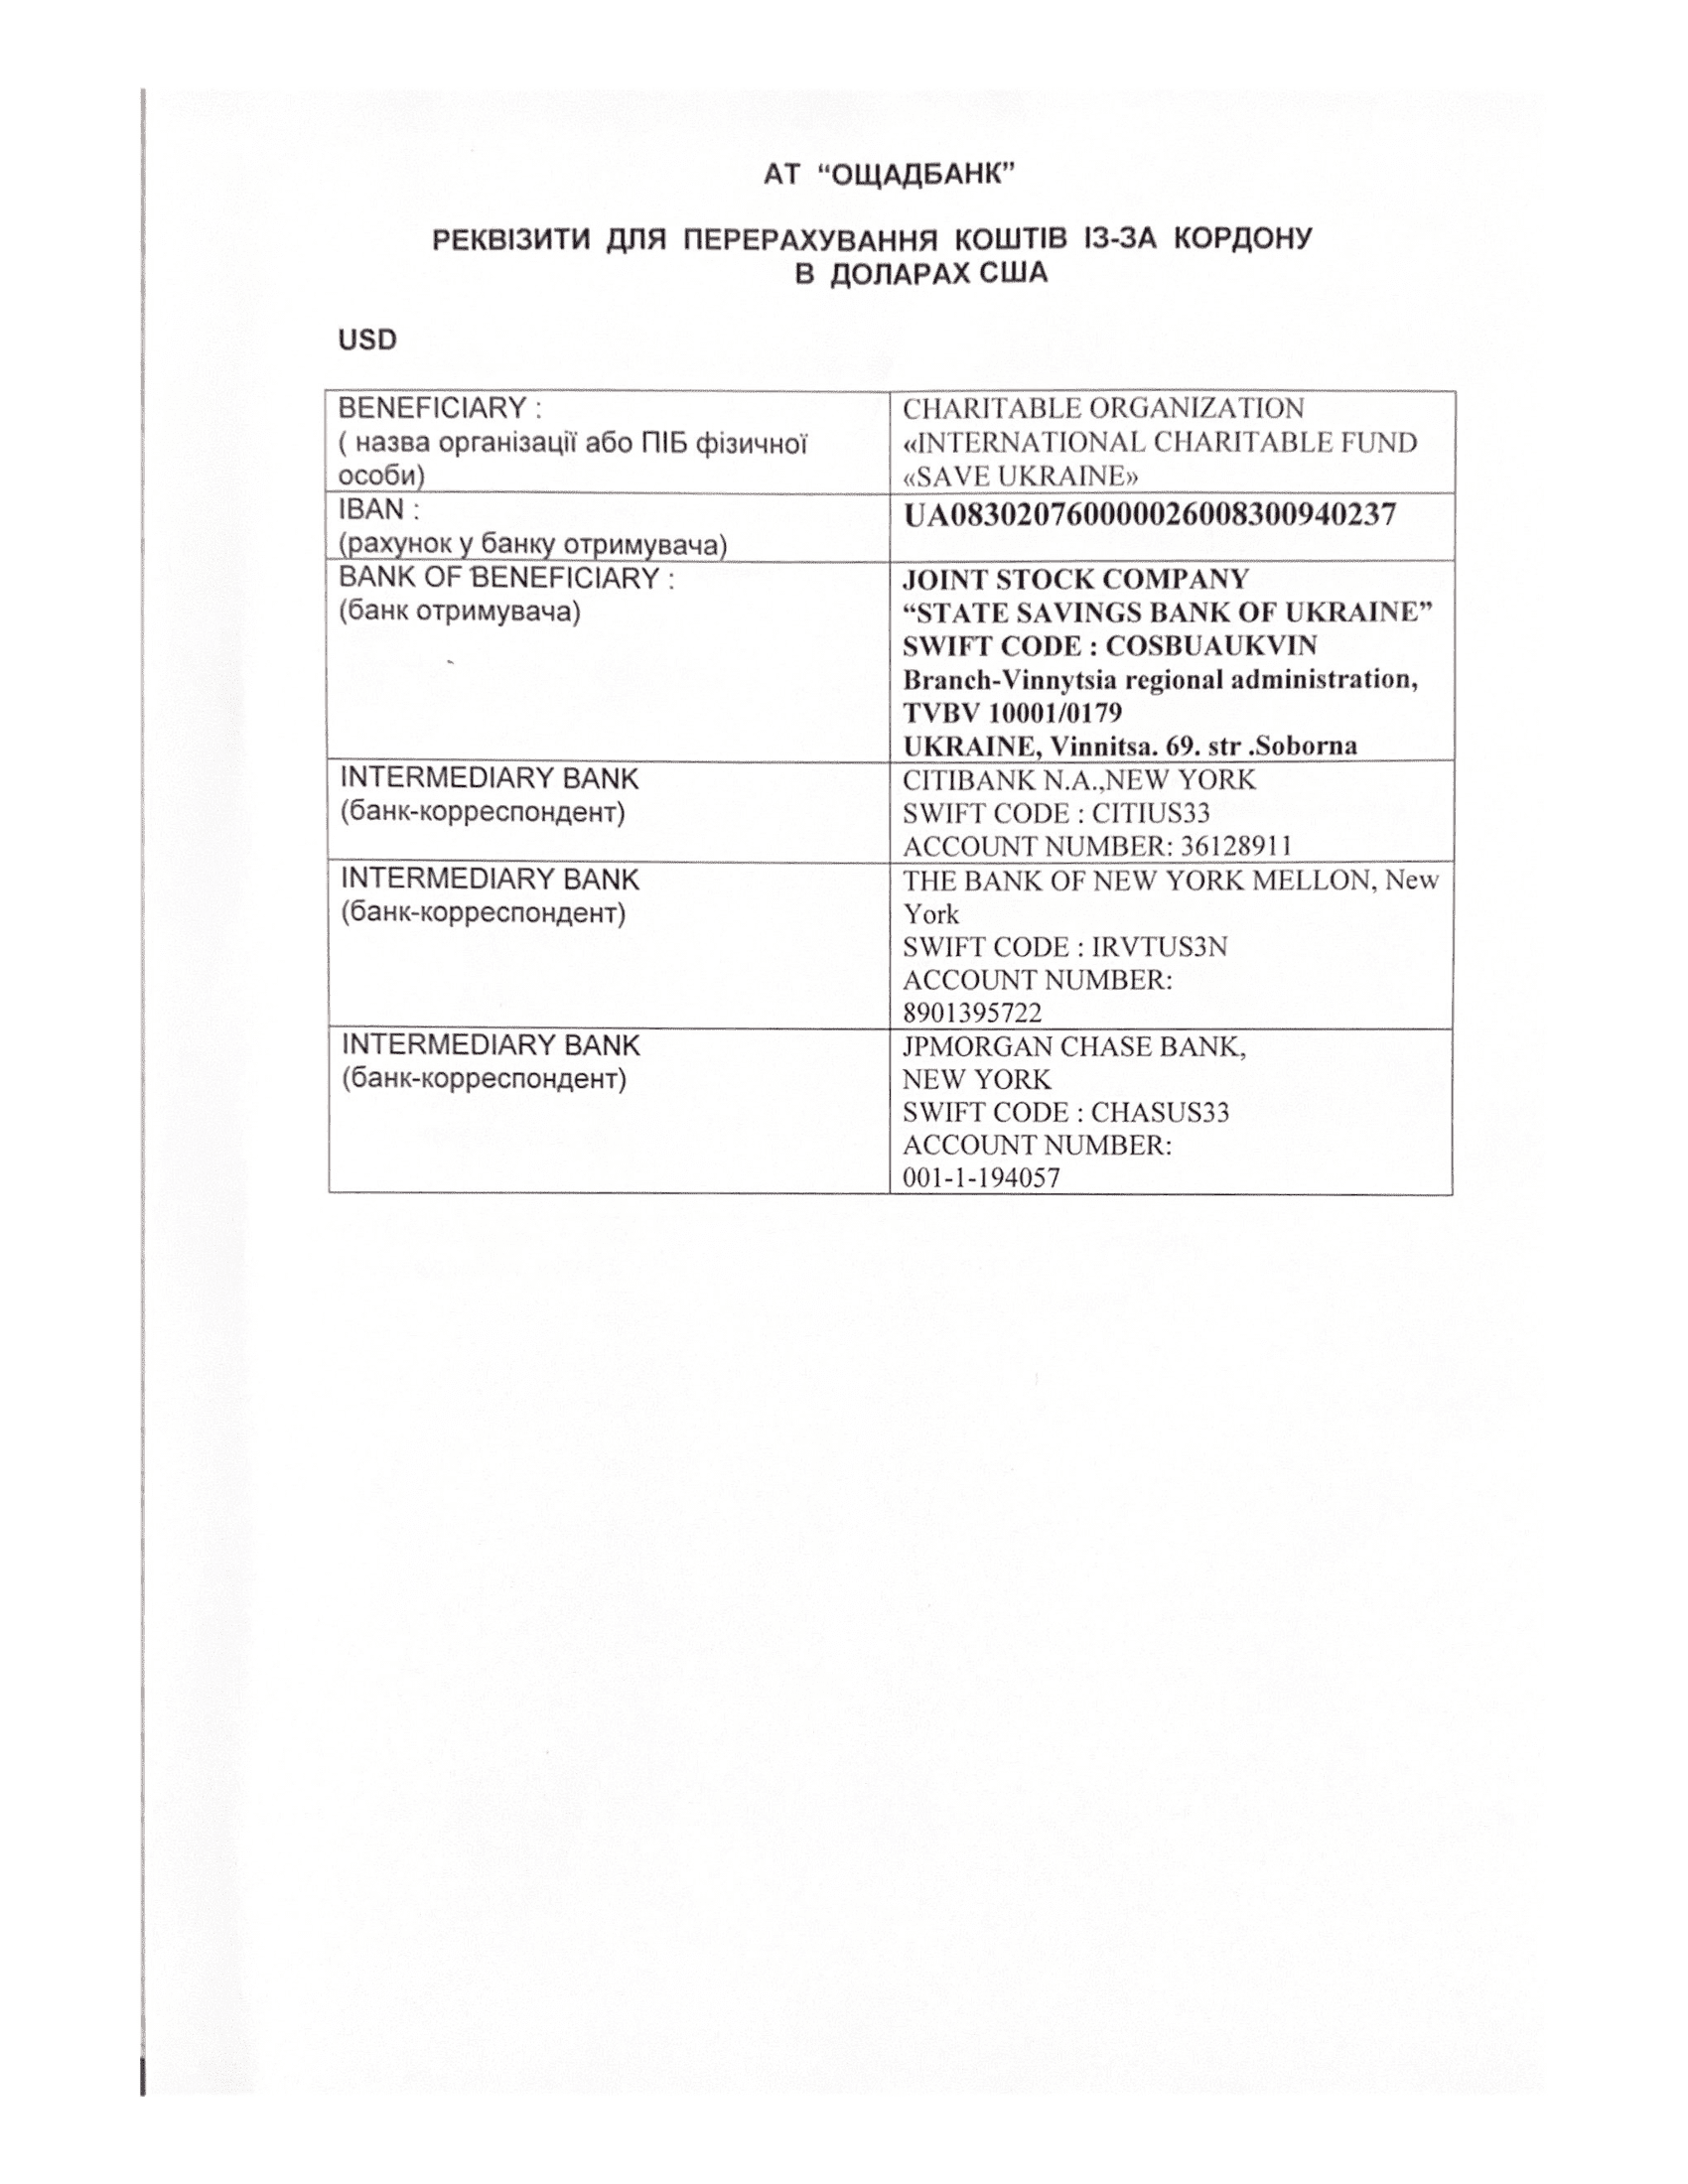 АТ “ОЩАДБАНК”
РЕКВІЗИТИ ДЛЯ ПЕРЕРАХУВАННЯ КОШТІВ ІЗ-ЗА КОРДОНУ
В ДОЛАРАХ США
USD
BENEFICIARY :
( назва організації або ПІБ фізичної
особи)
CHARITABLE ORGANIZATION
«INTERNATIONAL CHARITABLE FUND
«SAVE UKRAINE»
IBAN :
(рахунок у банку отримувача)
UA083020760000026008300940237
BANK OF BENEFICIARY :
(банк отримувача)
JOINT STOCK COMPANY
“STATE SAVINGS BANK OF UKRAINE”
SWIFT CODE : COSBUAUKVIN
Branch-Vinnytsia regional administration,
TVBV 10001/0179
UKRAINE, Vinnitsa. 69. str .Soborna
INTERMEDIARY BANK
(банк-корреспондент)
CITIBANK N.A.,NEW YORK
SWIFT CODE : CITIUS33
ACCOUNT NUMBER: 36128911
INTERMEDIARY BANK
(банк-корреспондент)
THE BANK OF NEW YORK MELLON, New
York
SWIFT CODE : IRVTUS3N
ACCOUNT NUMBER:
8901395722
INTERMEDIARY BANK
(банк-корреспондент)
JPMORGAN CHASE BANK,
NEW YORK
SWIFT CODE : CHASUS33
ACCOUNT NUMBER:
001-1-194057